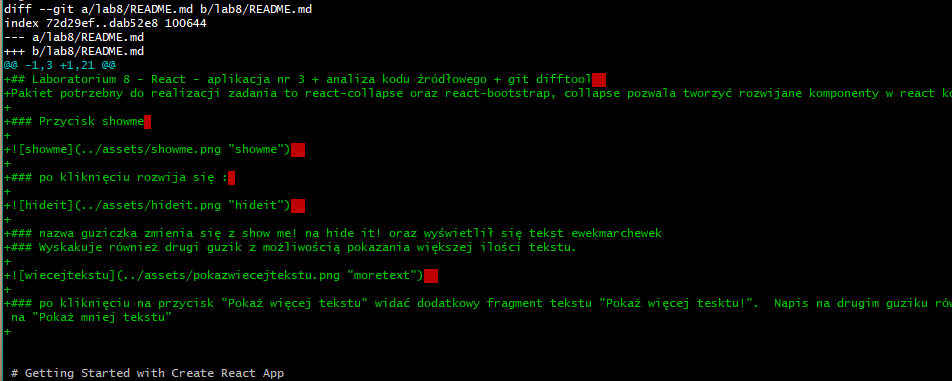 diff --git a/lab8/README.md b/lab8/README.md
index 72d29ef..dab52e8 100644
--- a/lab8/README.md
+++ b/lab8/README.md
@@ -1,3 +1,21 @@
+## Laboratorium 8 - React - aplikacja nr 3 + analiza kodu źródłowego + git difftool
+Pakiet potrzebny do realizacji zadania to react-collapse oraz react-bootstrap, collapse pozwala tworzyć rozwijane komponenty w react
+
+### Przycisk showme
+
+![showme](../assets/showme.png "showme")
+
+### po kliknięciu rozwija się :
+
+![hideit](../assets/hideit.png "hideit")
+
+### nazwa guziczka zmienia się z show me! na hide it! oraz wyświetlił się tekst ewekmarchewek
+### Wyskakuje również drugi guzik z możliwością pokazania większej ilości tekstu.
+
+![wiecejtekstu](../assets/pokazwiecejtekstu.png "moretext")
+
+### po kliknięciu na przycisk "Pokaż więcej tekstu" widać dodatkowy fragment tekstu "Pokaż więcej tesktu!".  Napis na drugim guziku
na "Pokaż mniej tekstu"
+
# Getting Started with Create React App